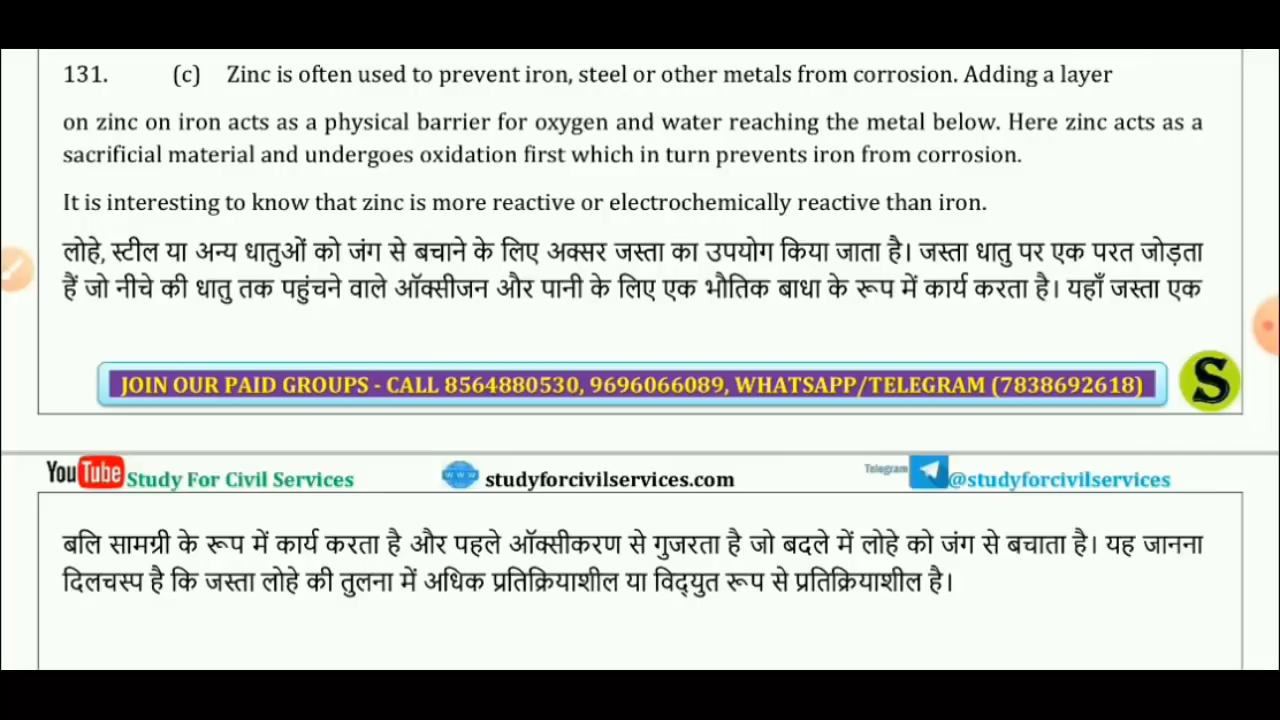 131. (c) Zinc is often used to prevent iron, steel or other metals from corrosion. Adding a layer
on zinc on iron acts as a physical barrier for oxygen and water reaching the metal below. Here zinc acts as a
sacrificial material and undergoes oxidation first which in turn prevents iron from corrosion.
It is interesting to know that zinc is more reactive or electrochemically reactive than iron.
लोहे, स्टील या अन्य धातुओं को जंग से बचाने के लिए अक्सर जस्ता का उपयोग किया जाता है। जस्ता धातु पर एक परत जोड़ता
हैं जो नीचे की धातु तक पहुंचने वाले ऑक्सीजन और पानी के लिए एक भौतिक बाधा के रूप में कार्य करता है। यहाँ जस्ता एक
JOIN OUR PAID GROUPS - CALL 8564880530, 9696066089, WHATSAPP/TELEGRAM (7838692618)
S
YouTube Study For Civil Services
www studyforcivilservices.com
Telegram @studyforcivilservices
बलि सामग्री के रूप में कार्य करता है और पहले ऑक्सीकरण से गुजरता है जो बदले में लोहे को जंग से बचाता है। यह जानना
दिलचस्प है कि जस्ता लोहे की तुलना में अधिक प्रतिक्रियाशील या विद्युत रूप से प्रतिक्रियाशील है।